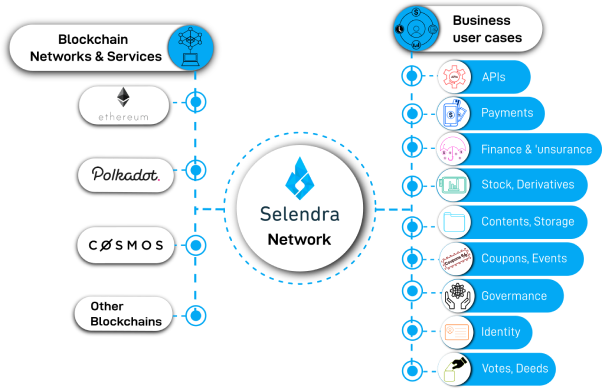 Blockchain
Networks & Services
ethereum
Polkadot.
COSMOS
Other
Blockchains
Selendra
Network
Business
user cases
APIs
Payments
Finance & 'unsurance
Stock, Derivatives
Contents, Storage
Coupons, Events
Govermance
Identity
Votes, Deeds